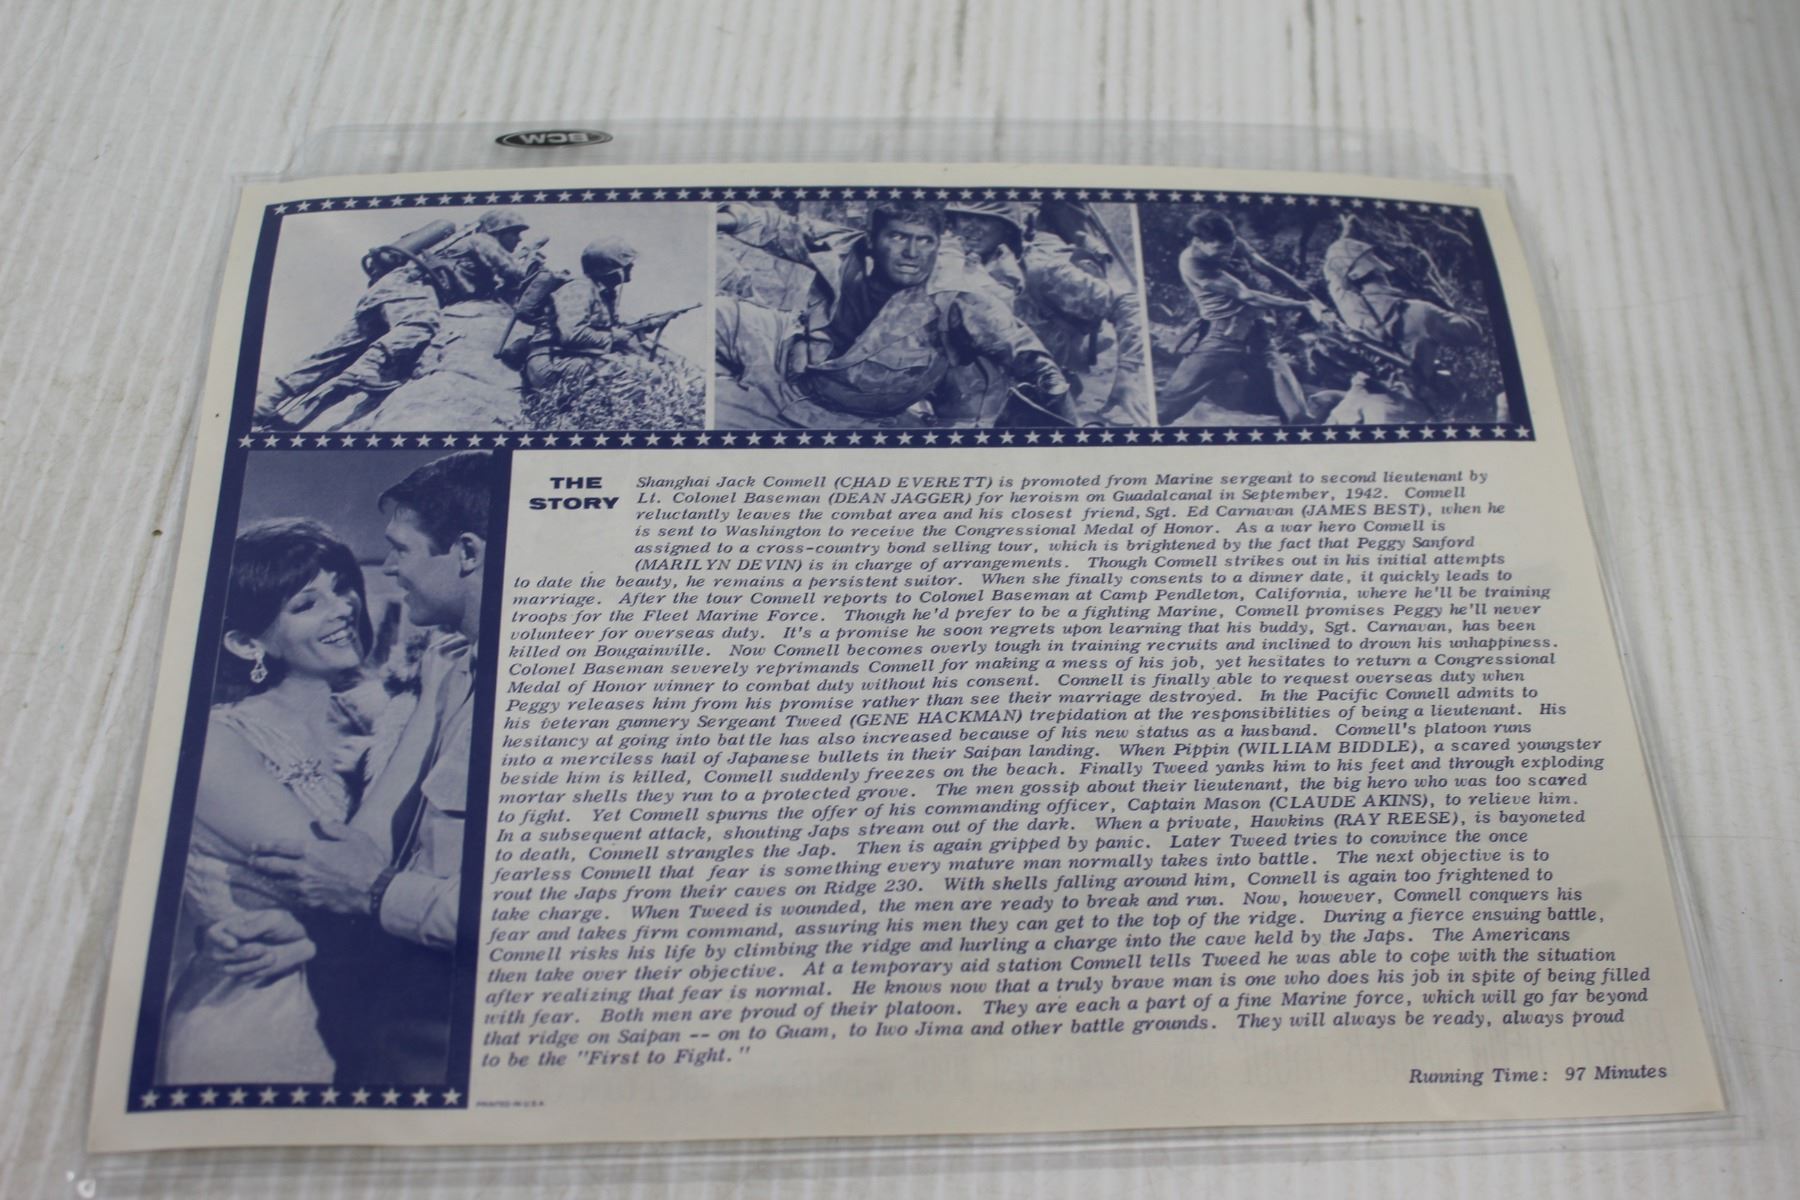 BCW
THE STORY
Shanghai Jack Connell (CHAD EVERETT) is promoted from Marine sergeant to second lieutenant by
Lt. Colonel Baseman (DEAN JAGGER) for heroism on Guadalcanal in September, 1942. Connell
reluctantly leaves the combat area and his closest friend, Sgt. Ed Carnavan (JAMES BEST), when he
is sent to Washington to receive the Congressional Medal of Honor. As a war hero Connell is
assigned to a cross-country bond selling tour, which is brightened by the fact that Peggy Sanford
(MARILYN DEVIN) is in charge of arrangements. Though Connell strikes out in his initial attempts
to date the beauty, he remains a persistent suitor. When she finally consents to a dinner date, it quickly leads to
marriage. After the tour Connell reports to Colonel Baseman at Camp Pendleton, California, where he'll be training
troops for the Fleet Marine Force. Though he'd prefer to be a fighting Marine, Connell promises Peggy he'll never
volunteer for overseas duty. It's a promise he soon regrets upon learning that his buddy, Sgt. Carnavan, has been
killed on Bougainville. Now Connell becomes overly tough in training recruits and inclined to drown his unhappiness.
Colonel Baseman severely reprimands Connell for making a mess of his job, yet hesitates to return a Congressional
Medal of Honor winner to combat duty without his consent. Connell is finally able to request overseas duty when
Peggy releases him from his promise rather than see their marriage destroyed. In the Pacific Connell admits to
his veteran gunnery Sergeant Tweed (GENE HACKMAN) trepidation at the responsibilities of being a lieutenant. His
hesitancy at going into battle has also increased because of his new status as a husband. Connell's platoon runs
into a merciless hail of Japanese bullets in their Saipan landing. When Pippin (WILLIAM BIDDLE), a scared youngster
beside him is killed, Connell suddenly freezes on the beach. Finally Tweed yanks him to his feet and through exploding
mortar shells they run to a protected grove. The men gossip about their lieutenant, the big hero who was too scared
to fight. Yet Connell spurns the offer of his commanding officer, Captain Mason (CLAUDE AKINS), to relieve him.
In a subsequent attack, shouting Japs stream out of the dark. When a private, Hawkins (RAY REESE), is bayoneted
to death, Connell strangles the Jap. Then is again gripped by panic. Later Tweed tries to convince the once
fearless Connell that fear is something every mature man normally takes into battle. The next objective is to
rout the Japs from their caves on Ridge 230. With shells falling around him, Connell is again too frightened to
take charge. When Tweed is wounded, the men are ready to break and run. Now, however, Connell conquers his
fear and takes firm command, assuring his men they can get to the top of the ridge. During a fierce ensuing battle,
Connell risks his life by climbing the ridge and hurling a charge into the cave held by the Japs. The Americans
then take over their objective. At a temporary aid station Connell tells Tweed he was able to cope with the situation
after realizing that fear is normal. He knows now that a truly brave man is one who does his job in spite of being filled
with fear. Both men are proud of their platoon. They are each a part of a fine Marine force, which will go far beyond
that ridge on Saipan -- on to Guam, to Iwo Jima and other battle grounds. They will always be ready, always proud
to be the "First to Fight."
Running Time: 97 Minutes
PRINTED IN U.S.A.